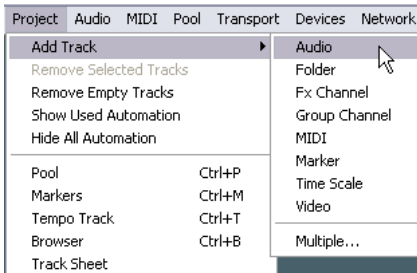 Project Audio MIDI Pool Transport Devices Network
Add Track
Remove Selected Tracks
Remove Empty Tracks
Show Used Automation
Hide All Automation
Pool Ctrl+P
Markers Ctrl+M
Tempo Track Ctrl+T
Browser Ctrl+B
Track Sheet
Audio
Folder
Fx Channel
Group Channel
MIDI
Marker
Time Scale
Video
Multiple...